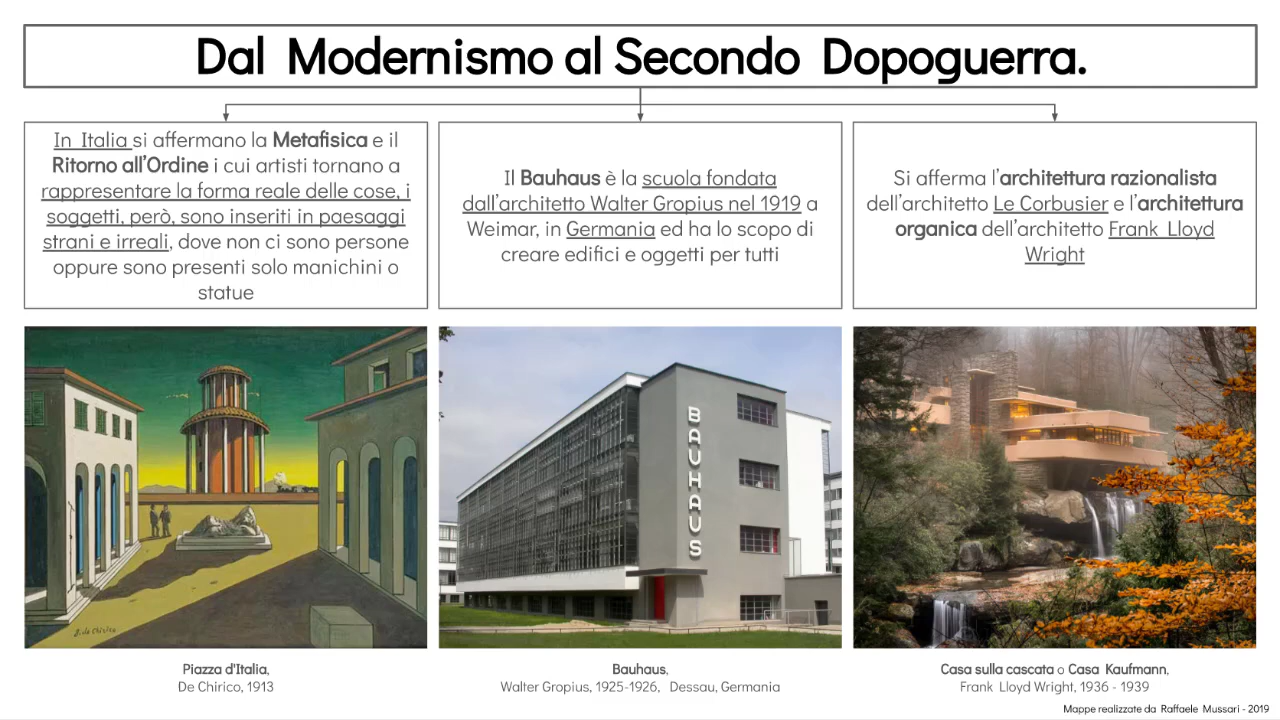 Dal Modernismo al Secondo Dopoguerra.
In Italia si affermano la Metafisica e il
Ritorno all'Ordine i cui artisti tornano a
rappresentare la forma reale delle cose, i
soggetti, però, sono inseriti in paesaggi
strani e irreali, dove non ci sono persone
oppure sono presenti solo manichini o
statue
Il Bauhaus è la scuola fondata
dall'architetto Walter Gropius nel 1919 a
Weimar, in Germania ed ha lo scopo di
creare edifici e oggetti per tutti
Si afferma l'architettura razionalista
dell'architetto Le Corbusier e l'architettura
organica dell'architetto Frank Lloyd
Wright
g. de Chirico
BAUHAUS
Piazza d'Italia,
De Chirico, 1913
Bauhaus,
Walter Gropius, 1925-1926, Dessau, Germania
Casa sulla cascata o Casa Kaufmann,
Frank Lloyd Wright, 1936 - 1939
Mappe realizzate da Raffaele Mussari - 2019